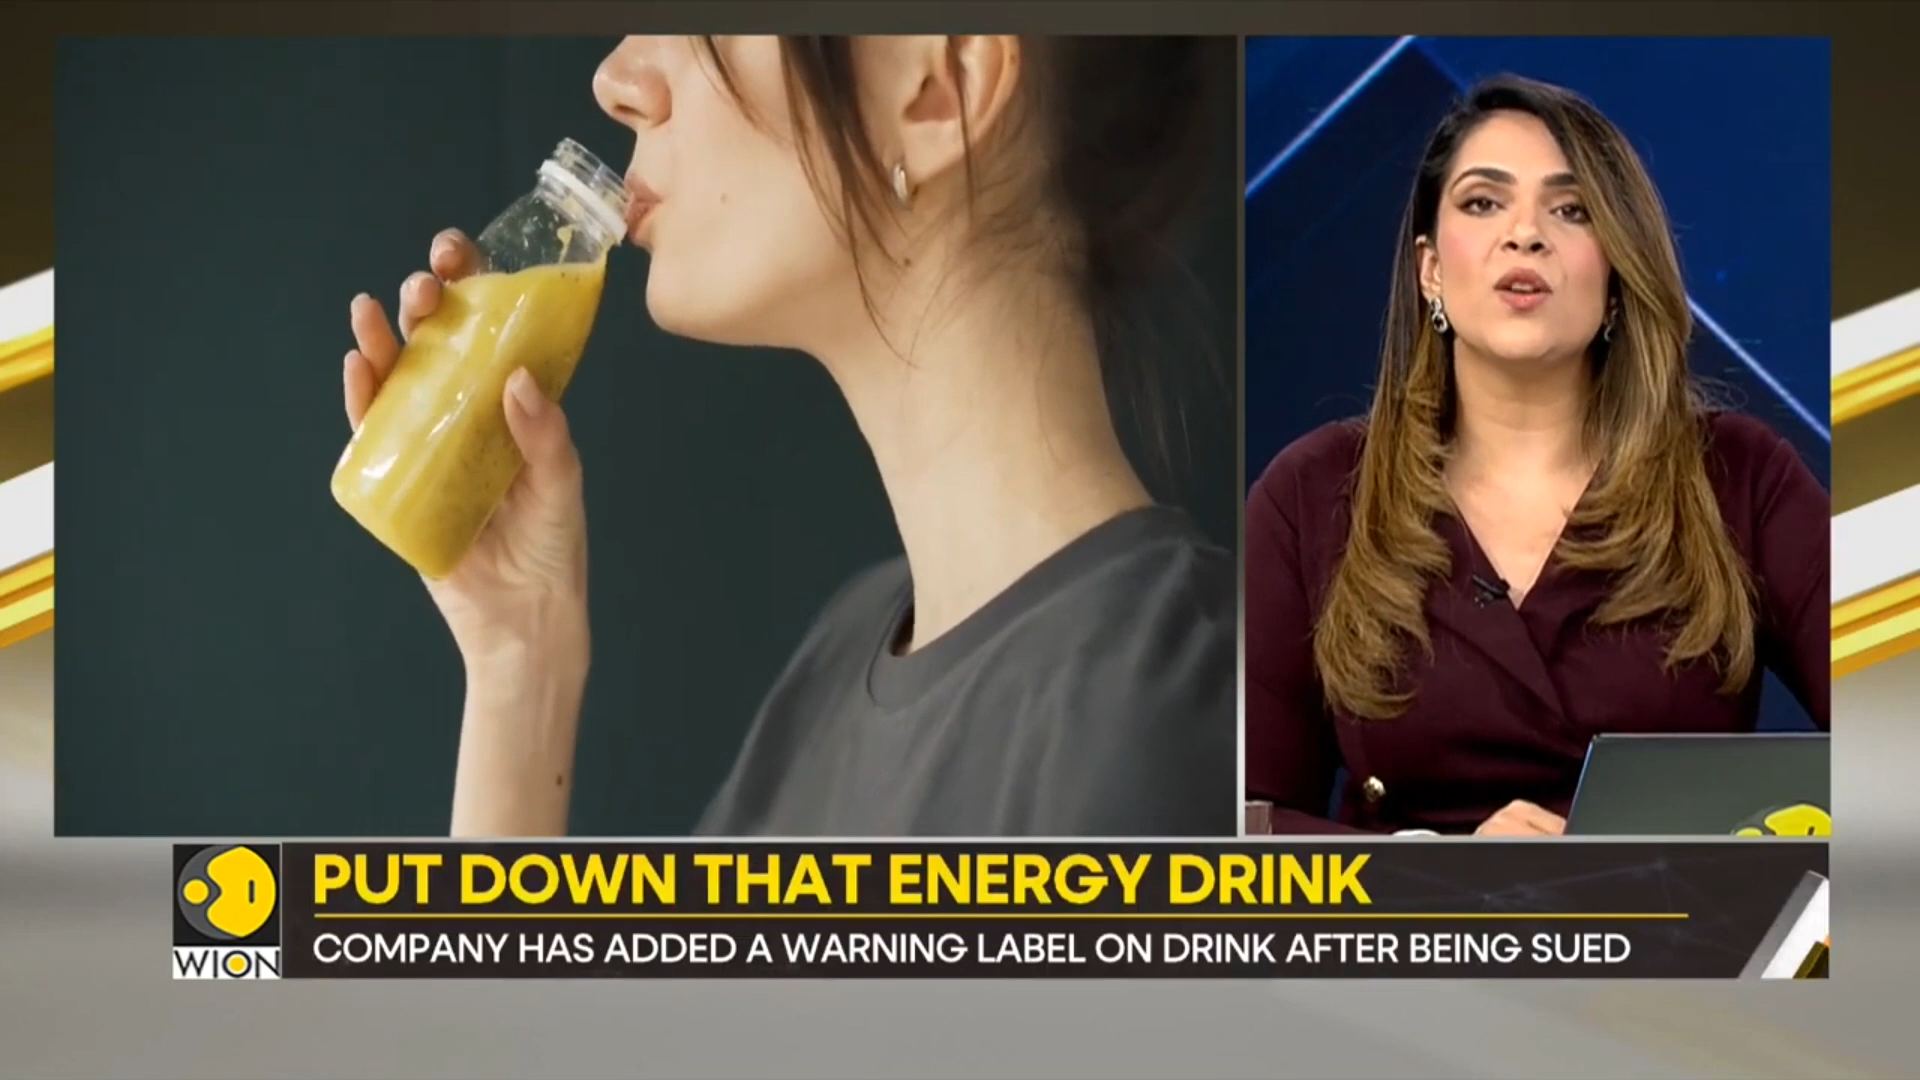 PUT DOWN THAT ENERGY DRINK
COMPANY HAS ADDED A WARNING LABEL ON DRINK AFTER BEING SUED
WION